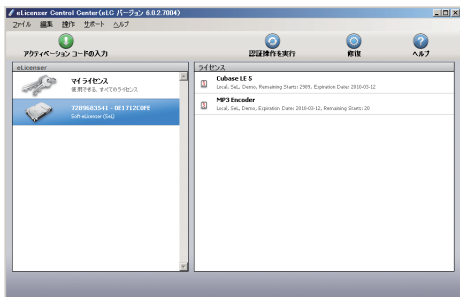 eLicenser Control Center(eLC バージョン 6.0.2.7004)
ファイル 編集 操作 サポート ヘルプ
アクティベーション コードの入力
認証操作を実行
修復
ヘルプ
eLicenser
ライセンス
マイ ライセンス
使用できる、すべてのライセンス
7209683541 - 0E1712C0FE
Soft-eLicenser (SeL)
Cubase LE 5
Local, SeL, Demo, Remaining Starts: 2989, Expiration Date: 2010-03-12
MP3 Encoder
Local, SeL, Demo, Expiration Date: 2010-03-12, Remaining Starts: 20